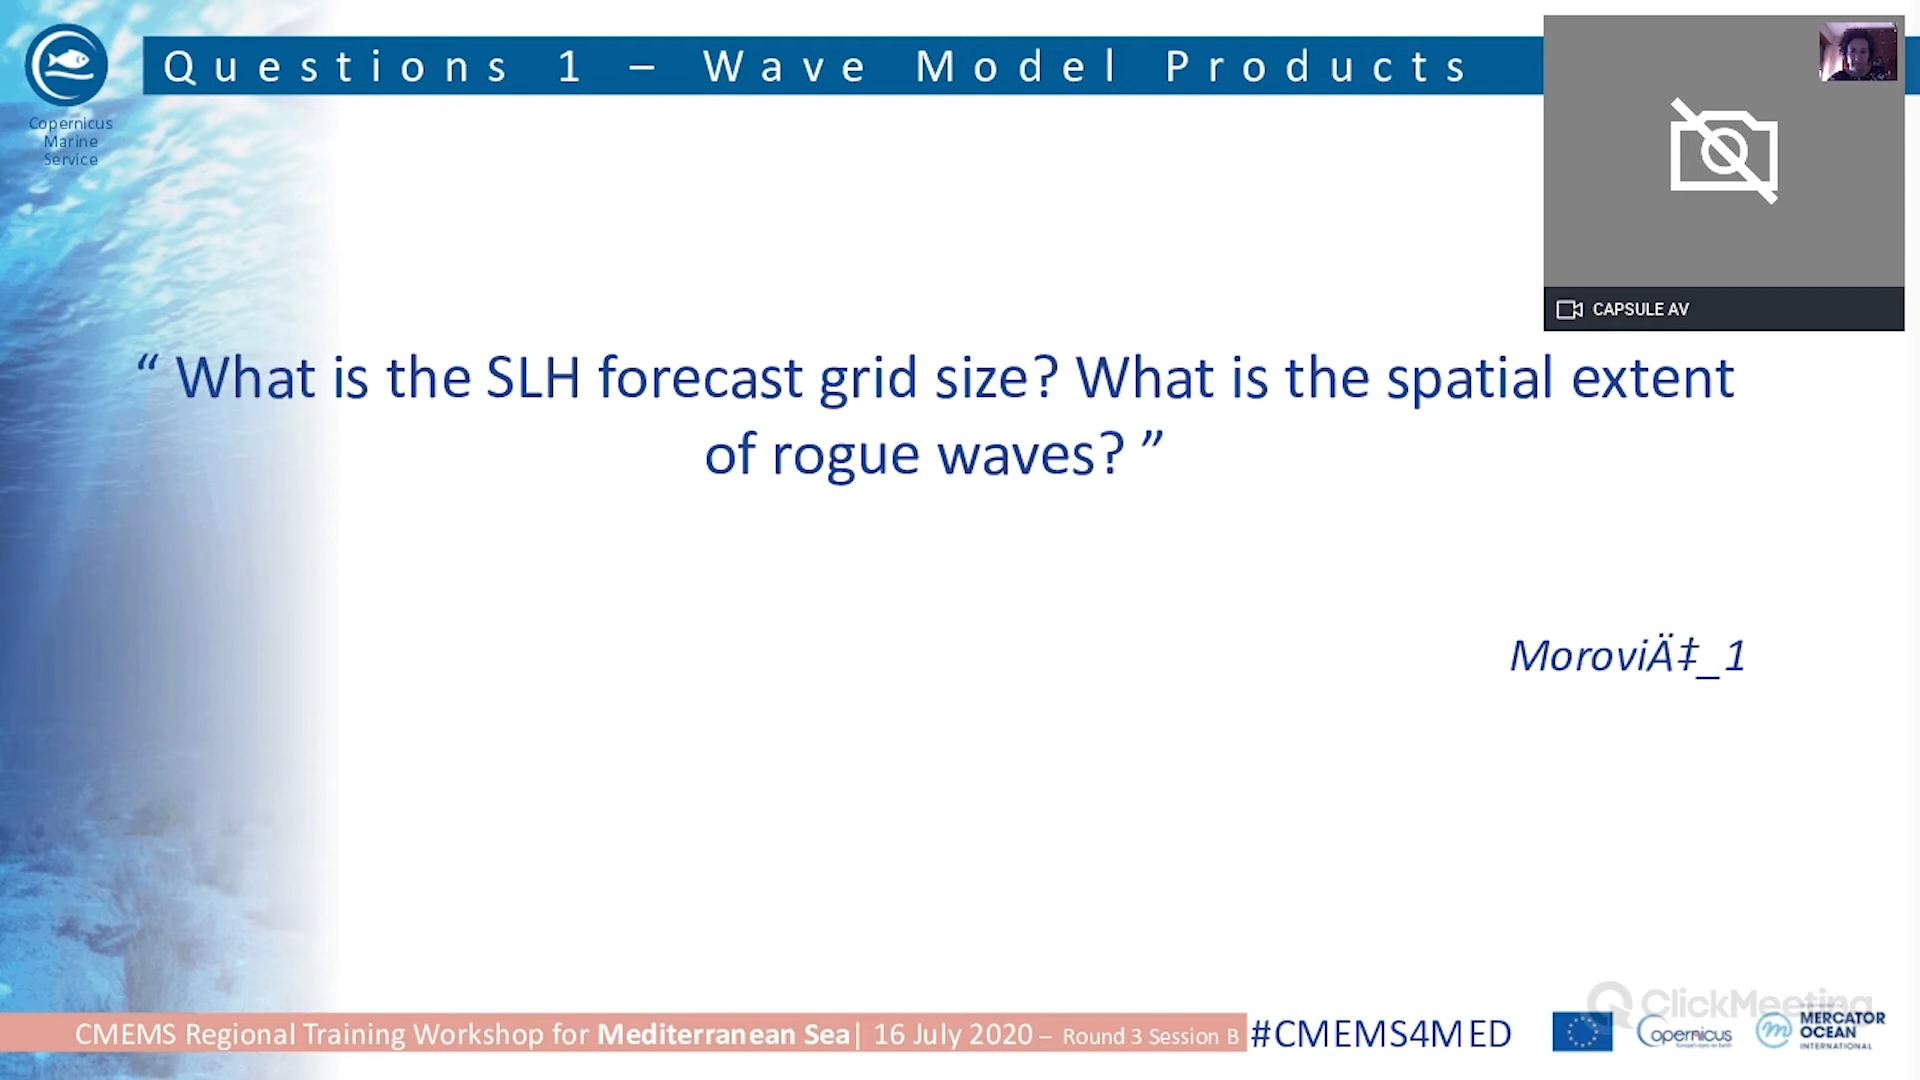 Questions 1 – Wave Model Products
Copernicus
Marine
Service
CAPSULE AV
“ What is the SLH forecast grid size? What is the spatial extent
of rogue waves? ”
MoroviÄ‡_1
ClickMeeting
CMEMS Regional Training Workshop for Mediterranean Sea| 16 July 2020 – Round 3 Session B
#CMEMS4MED
Copernicus
MERCATOR
OCEAN
INTERNATIONAL